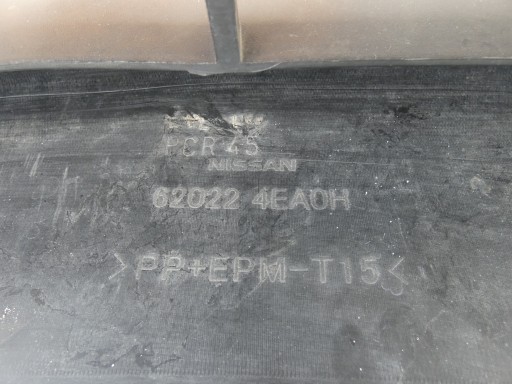 PCR 45
NISSAN
62022 4EA0H
>PP+EPM-T15<